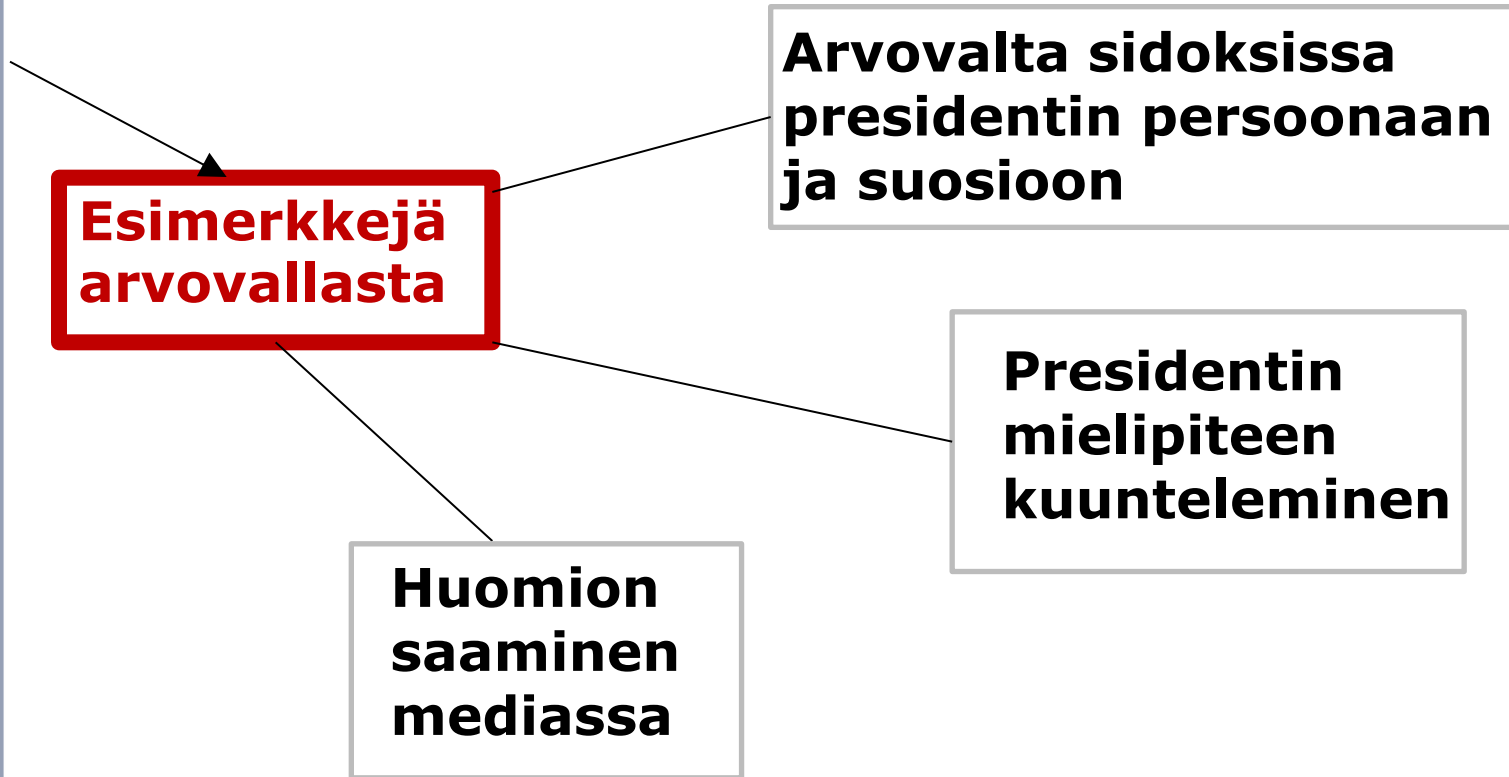 Arvovalta sidoksissa
presidentin persoonaan
ja suosioon
Esimerkkejä
arvovallasta
Presidentin
mielipiteen
kuunteleminen
Huomion
saaminen
mediassa